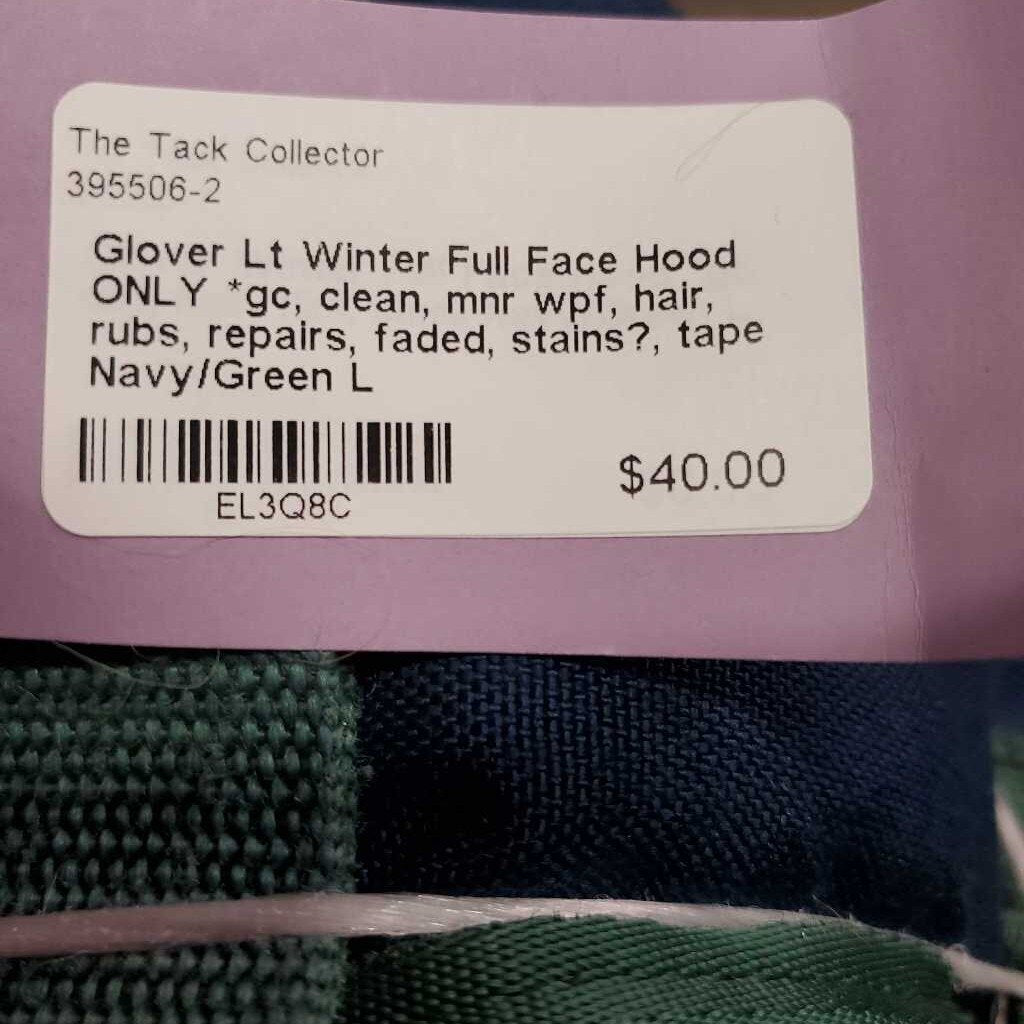 The Tack Collector
395506-2
Glover Lt Winter Full Face Hood
ONLY *gc, clean, mnr wpf, hair,
rubs, repairs, faded, stains?, tape
Navy/Green L
EL3Q8C
$40.00